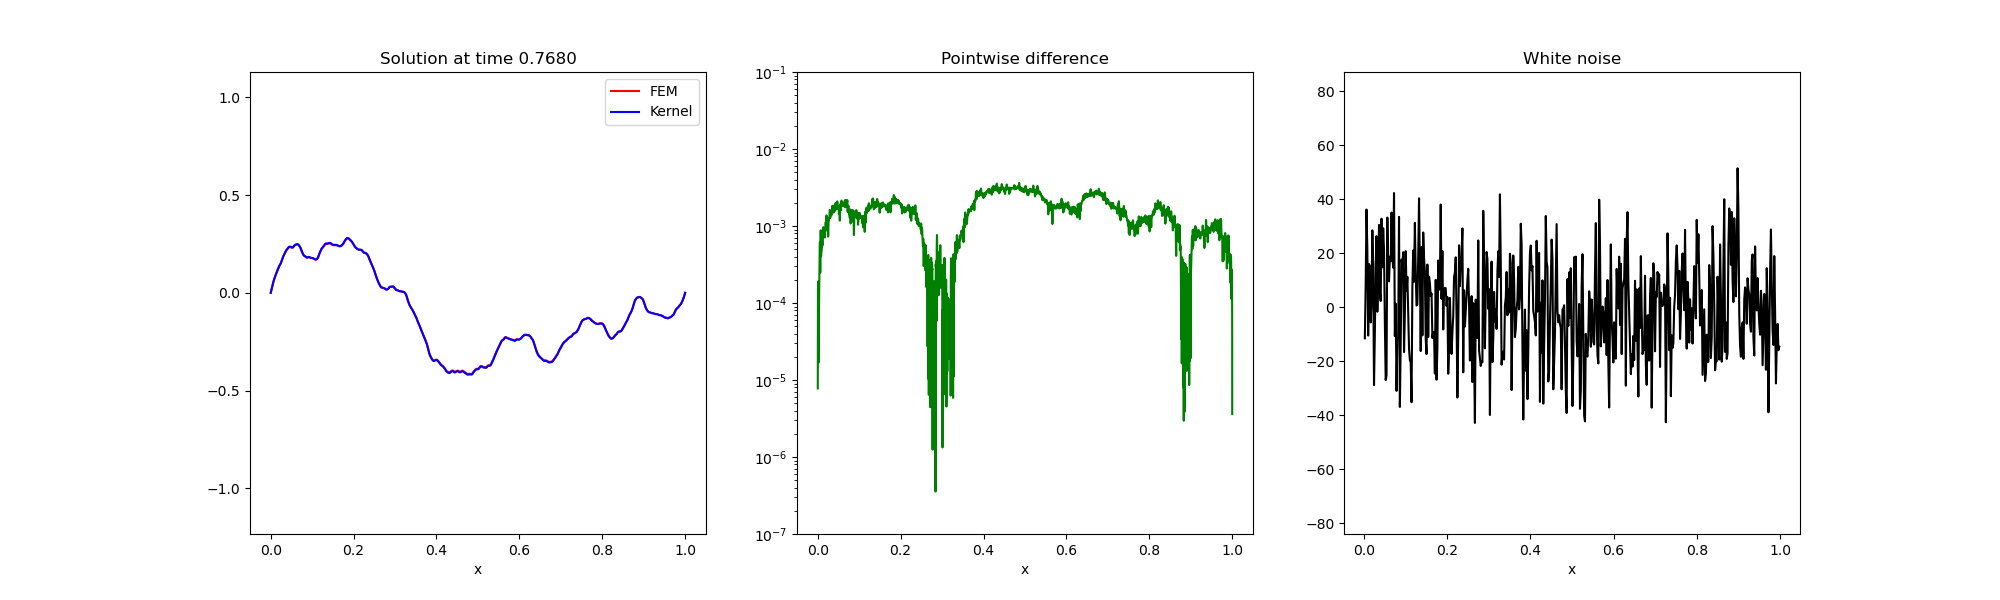 Solution at time 0.7680
1.0
0.5
0.0
−0.5
−1.0
0.0 0.2 0.4 0.6 0.8 1.0
x
FEM
Kernel
Pointwise difference
10⁻¹
10⁻²
10⁻³
10⁻⁴
10⁻⁵
10⁻⁶
10⁻⁷
0.0 0.2 0.4 0.6 0.8 1.0
x
White noise
80
60
40
20
0
−20
−40
−60
−80
0.0 0.2 0.4 0.6 0.8 1.0
x